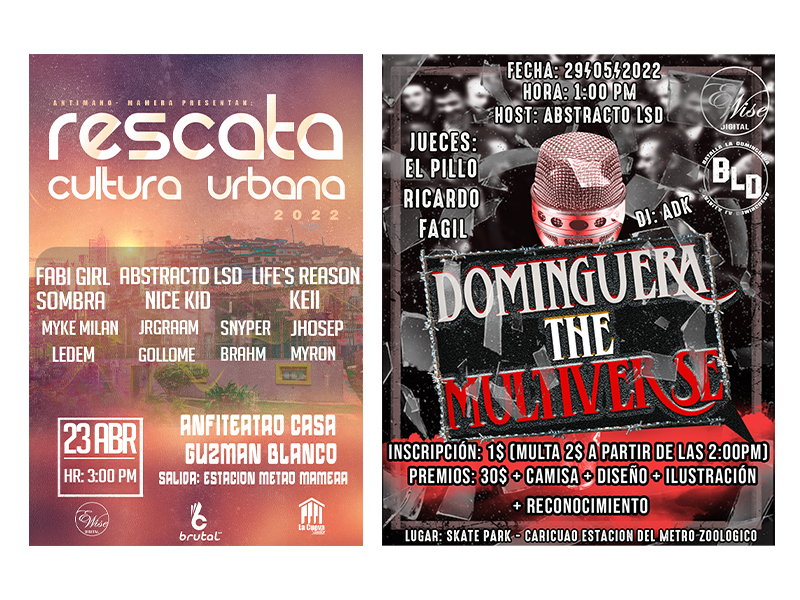 ANTIMANO- MAMERA PRESENTAN:
rescata
cultura urbana
2022
FABI GIRL ABSTRACTO LSD LIFE'S REASON
SOMBRA NICE KID KEII
MYKE MILAN JRGRAAM SNYPER JHOSEP
LEDEM GOLLOME BRAHM MYRON
23 ABR
HR: 3:00 PM
ANFITEATRO CASA
GUZMAN BLANCO
SALIDA: ESTACION METRO MAMERA
Wise
DIGITAL
brutal
La Cueva
FECHA: 29/05/2022
HORA: 1:00 PM
HOST: ABSTRACTO LSD
Wise
DIGITAL
JUECES:
EL PILLO
RICARDO
FAGIL
BATALLA LA DOMINGUERA
BLD
DJ: ADK
DOMINGUERA
THE
MULTIVERSE
INSCRIPCIÓN: 1$ (MULTA 2$ A PARTIR DE LAS 2:00PM)
PREMIOS: 30$ + CAMISA + DISEÑO + ILUSTRACIÓN
+ RECONOCIMIENTO
LUGAR: SKATE PARK - CARICUAO ESTACION DEL METRO ZOOLOGICO